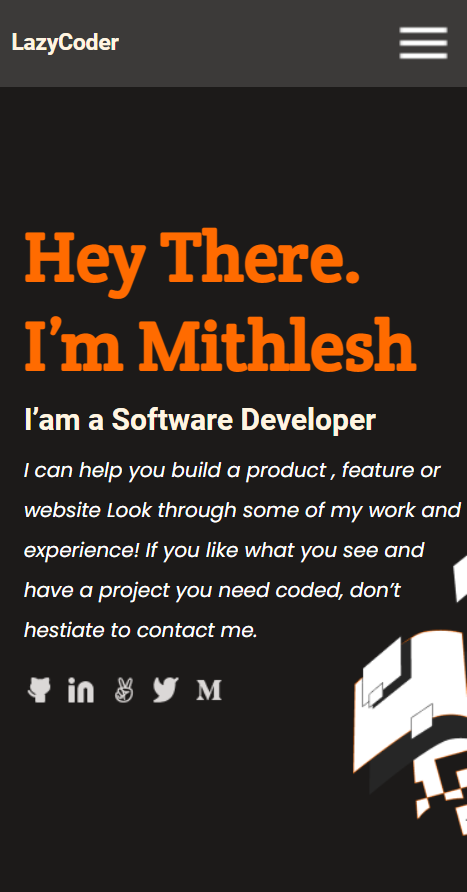 LazyCoder
Hey There.
I’m Mithlesh
I’am a Software Developer
I can help you build a product , feature or
website Look through some of my work and
experience! If you like what you see and
have a project you need coded, don’t
hestiate to contact me.